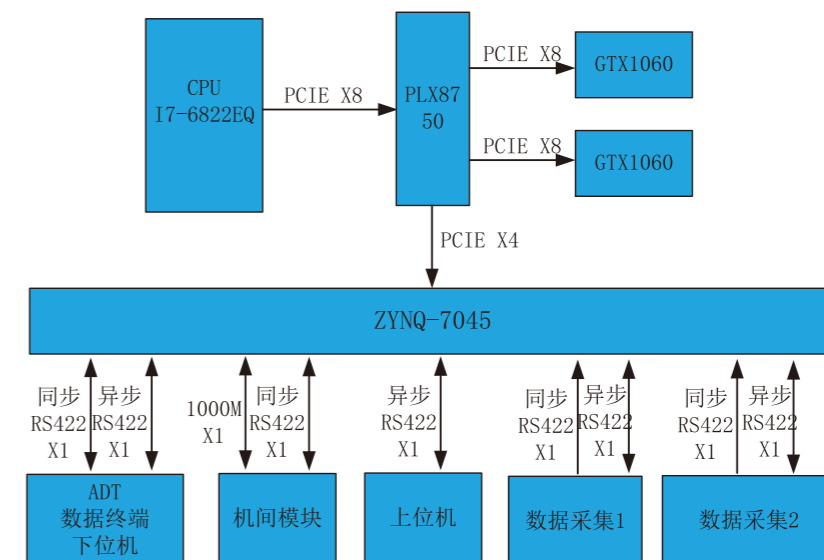 CPU
I7-6822EQ
PCIE X8
PLX87
50
PCIE X8
GTX1060
PCIE X8
GTX1060
PCIE X4
ZYNQ-7045
同步
RS422
X1
异步
RS422
X1
1000M
X1
同步
RS422
X1
异步
RS422
X1
同步
RS422
X1
异步
RS422
X1
同步
RS422
X1
异步
RS422
X1
ADT
数据终端
下位机
机间模块
上位机
数据采集1
数据采集2